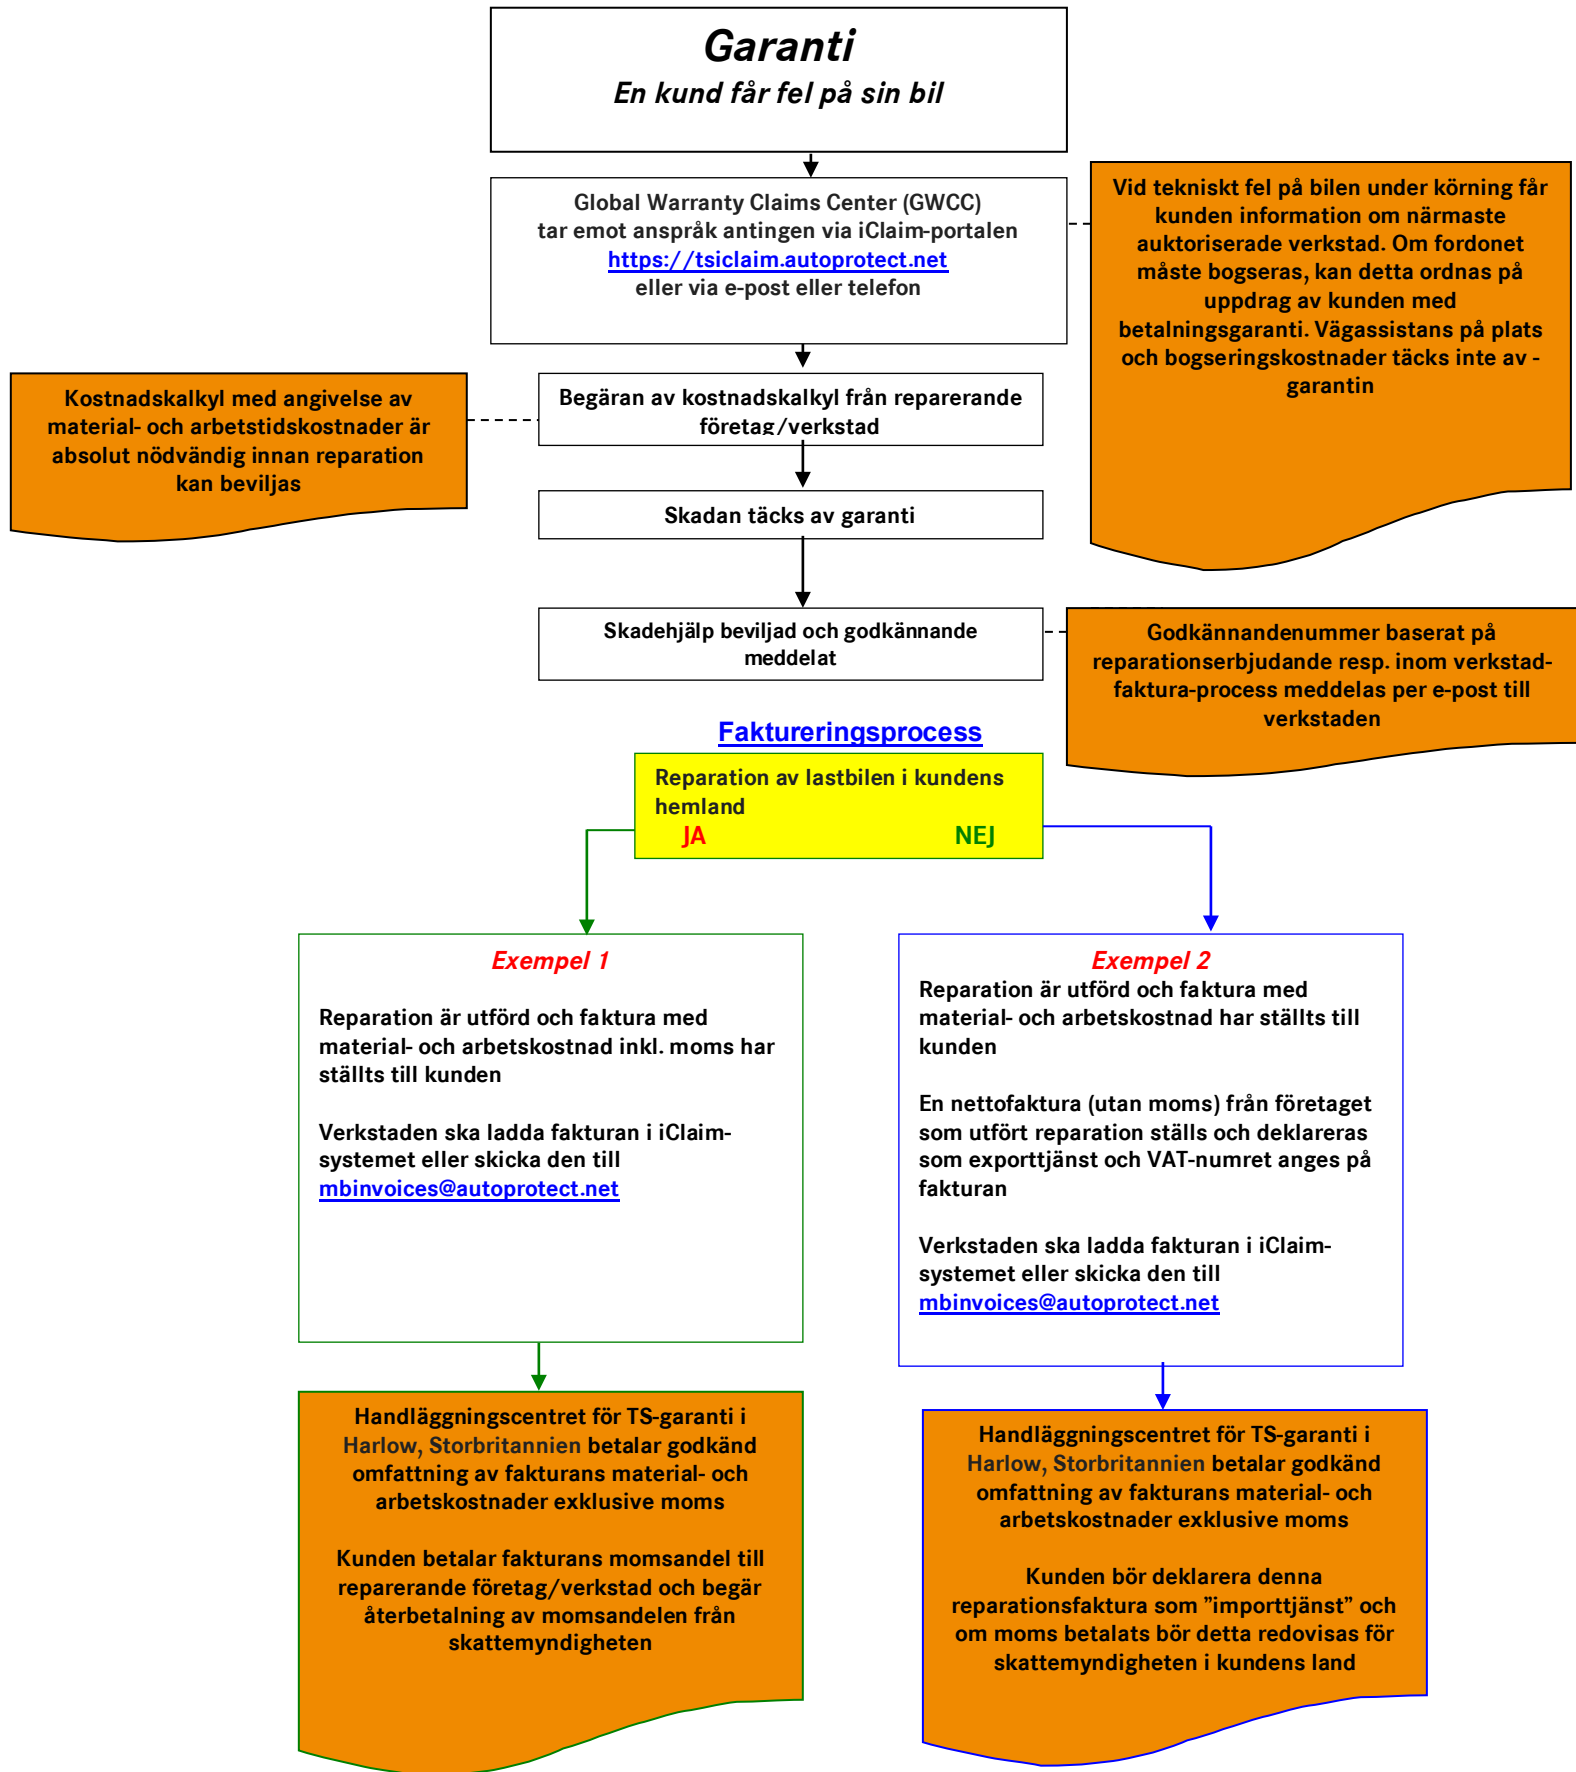 Garanti
En kund får fel på sin bil
Global Warranty Claims Center (GWCC)
tar emot anspråk antingen via iClaim-portalen
https://tsiclaim.autoprotect.net
eller via e-post eller telefon
Vid tekniskt fel på bilen under körning får
kunden information om närmaste
auktoriserade verkstad. Om fordonet
måste bogseras, kan detta ordnas på
uppdrag av kunden med
betalningsgaranti. Vägassistans på plats
och bogseringskostnader täcks inte av -
garantin
Kostnadskalkyl med angivelse av
material- och arbetstidskostnader är
absolut nödvändig innan reparation
kan beviljas
Begäran av kostnadskalkyl från reparerande
företag/verkstad
Skadan täcks av garanti
Skadehjälp beviljad och godkännande
meddelat
Godkännandenummer baserat på
reparationserbjudande resp. inom verkstad-
faktura-process meddelas per e-post till
verkstaden
Faktureringsprocess
Reparation av lastbilen i kundens
hemland
JA NEJ
Exempel 1
Reparation är utförd och faktura med
material- och arbetskostnad inkl. moms har
ställts till kunden
Verkstaden ska ladda fakturan i iClaim-
systemet eller skicka den till
mbinvoices@autoprotect.net
Exempel 2
Reparation är utförd och faktura med
material- och arbetskostnad har ställts till
kunden
En nettofaktura (utan moms) från företaget
som utfört reparation ställs och deklareras
som exporttjänst och VAT-numret anges på
fakturan
Verkstaden ska ladda fakturan i iClaim-
systemet eller skicka den till
mbinvoices@autoprotect.net
Handläggningscentret för TS-garanti i
Harlow, Storbritannien betalar godkänd
omfattning av fakturans material- och
arbetskostnader exklusive moms
Kunden betalar fakturans momsandel till
reparerande företag/verkstad och begär
återbetalning av momsandelen från
skattemyndigheten
Handläggningscentret för TS-garanti i
Harlow, Storbritannien betalar godkänd
omfattning av fakturans material- och
arbetskostnader exklusive moms
Kunden bör deklarera denna
reparationsfaktura som ”importtjänst” och
om moms betalats bör detta redovisas för
skattemyndigheten i kundens land